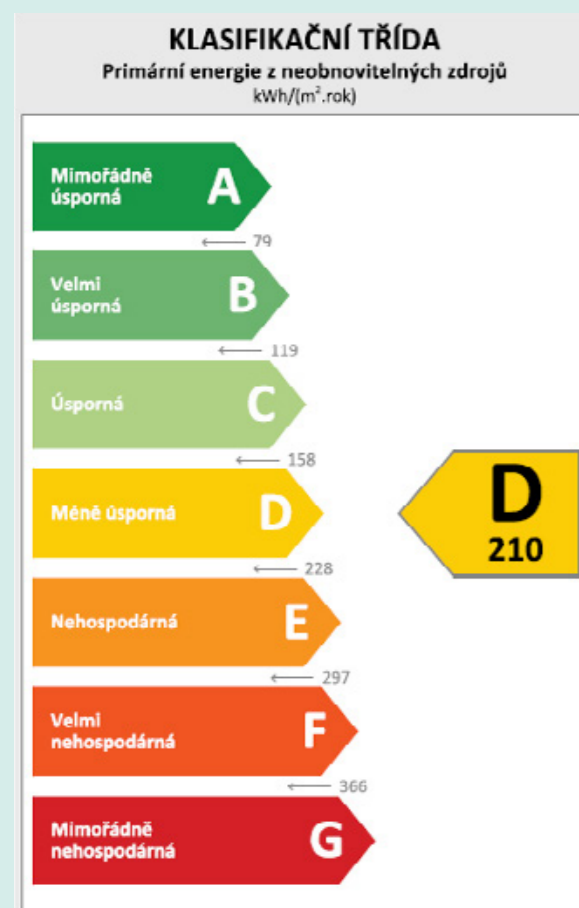 KLASIFIKAČNÍ TŘÍDA
Primární energie z neobnovitelných zdrojů
kWh/(m².rok)
Mimořádně
úsporná
A
79
Velmi
úsporná
B
119
Úsporná
C
158
Méně úsporná
D
D
210
228
Nehospodárná
E
297
Velmi
nehospodárná
F
366
Mimořádně
nehospodárná
G